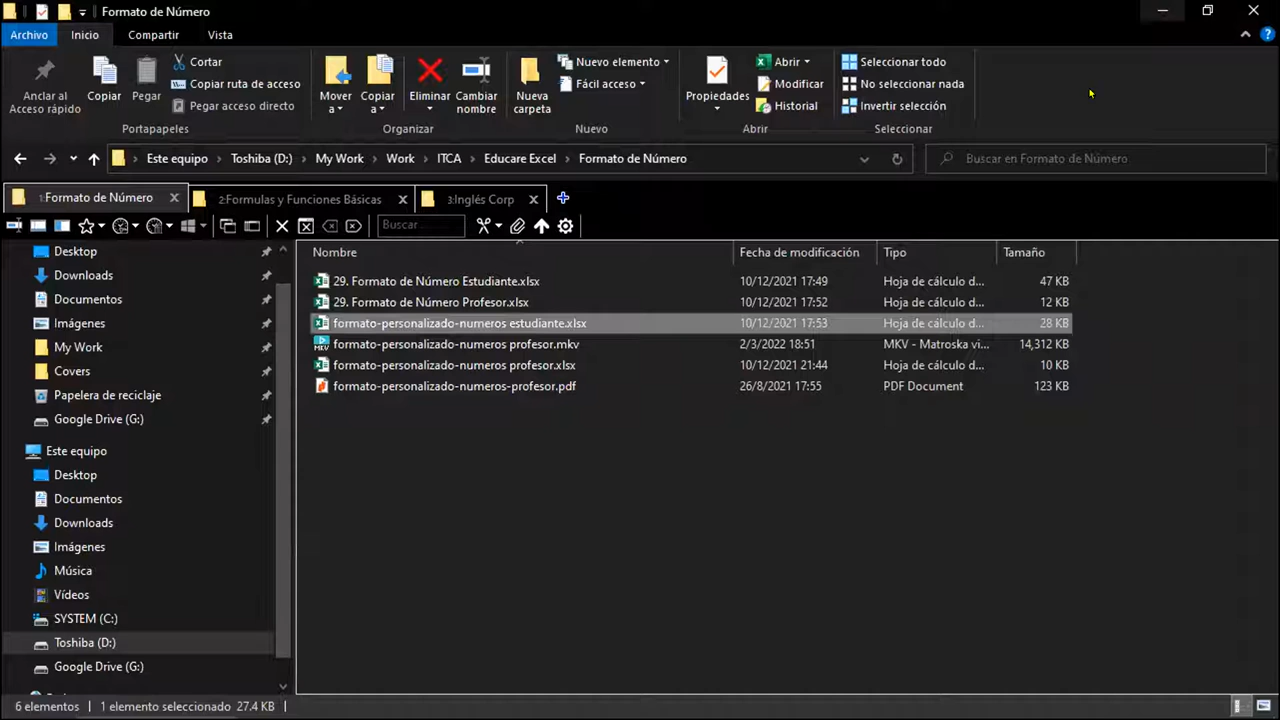 Formato de Número
Archivo Inicio Compartir Vista
Anclar al Acceso rápido
Copiar
Pegar
Cortar
Copiar ruta de acceso
Pegar acceso directo
Portapapeles
Mover a
Copiar a
Eliminar
Cambiar nombre
Organizar
Nueva carpeta
Nuevo elemento
Fácil acceso
Nuevo
Propiedades
Abrir
Modificar
Historial
Abrir
Seleccionar todo
No seleccionar nada
Invertir selección
Seleccionar
Este equipo Toshiba (D:) My Work Work ITCA Educare Excel Formato de Número
Buscar en Formato de Número
1:Formato de Número 2:Formulas y Funciones Básicas 3:Inglés Corp
Buscar
Desktop
Downloads
Documentos
Imágenes
My Work
Covers
Papelera de reciclaje
Google Drive (G:)
Este equipo
Desktop
Documentos
Downloads
Imágenes
Música
Vídeos
SYSTEM (C:)
Toshiba (D:)
Google Drive (G:)
Nombre Fecha de modificación Tipo Tamaño
29. Formato de Número Estudiante.xlsx 10/12/2021 17:49 Hoja de cálculo d... 47 KB
29. Formato de Número Profesor.xlsx 10/12/2021 17:52 Hoja de cálculo d... 12 KB
formato-personalizado-numeros estudiante.xlsx 10/12/2021 17:53 Hoja de cálculo d... 28 KB
MKV formato-personalizado-numeros profesor.mkv 2/3/2022 18:51 MKV - Matroska vi... 14,312 KB
formato-personalizado-numeros profesor.xlsx 10/12/2021 21:44 Hoja de cálculo d... 10 KB
formato-personalizado-numeros-profesor.pdf 26/8/2021 17:55 PDF Document 123 KB
6 elementos 1 elemento seleccionado 27.4 KB